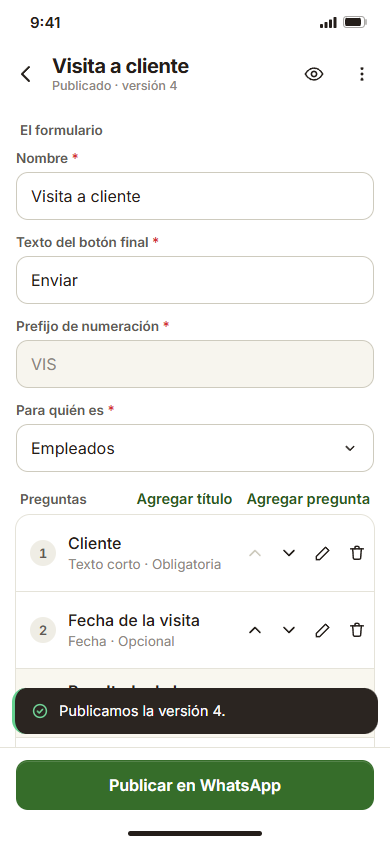 9:41
Visita a cliente
Publicado · versión 4
El formulario
Nombre *
Visita a cliente
Texto del botón final *
Enviar
Prefijo de numeración *
VIS
Para quién es *
Empleados
Preguntas
Agregar título
Agregar pregunta
1
Cliente
Texto corto · Obligatoria
2
Fecha de la visita
Fecha · Opcional
Publicamos la versión 4.
Publicar en WhatsApp